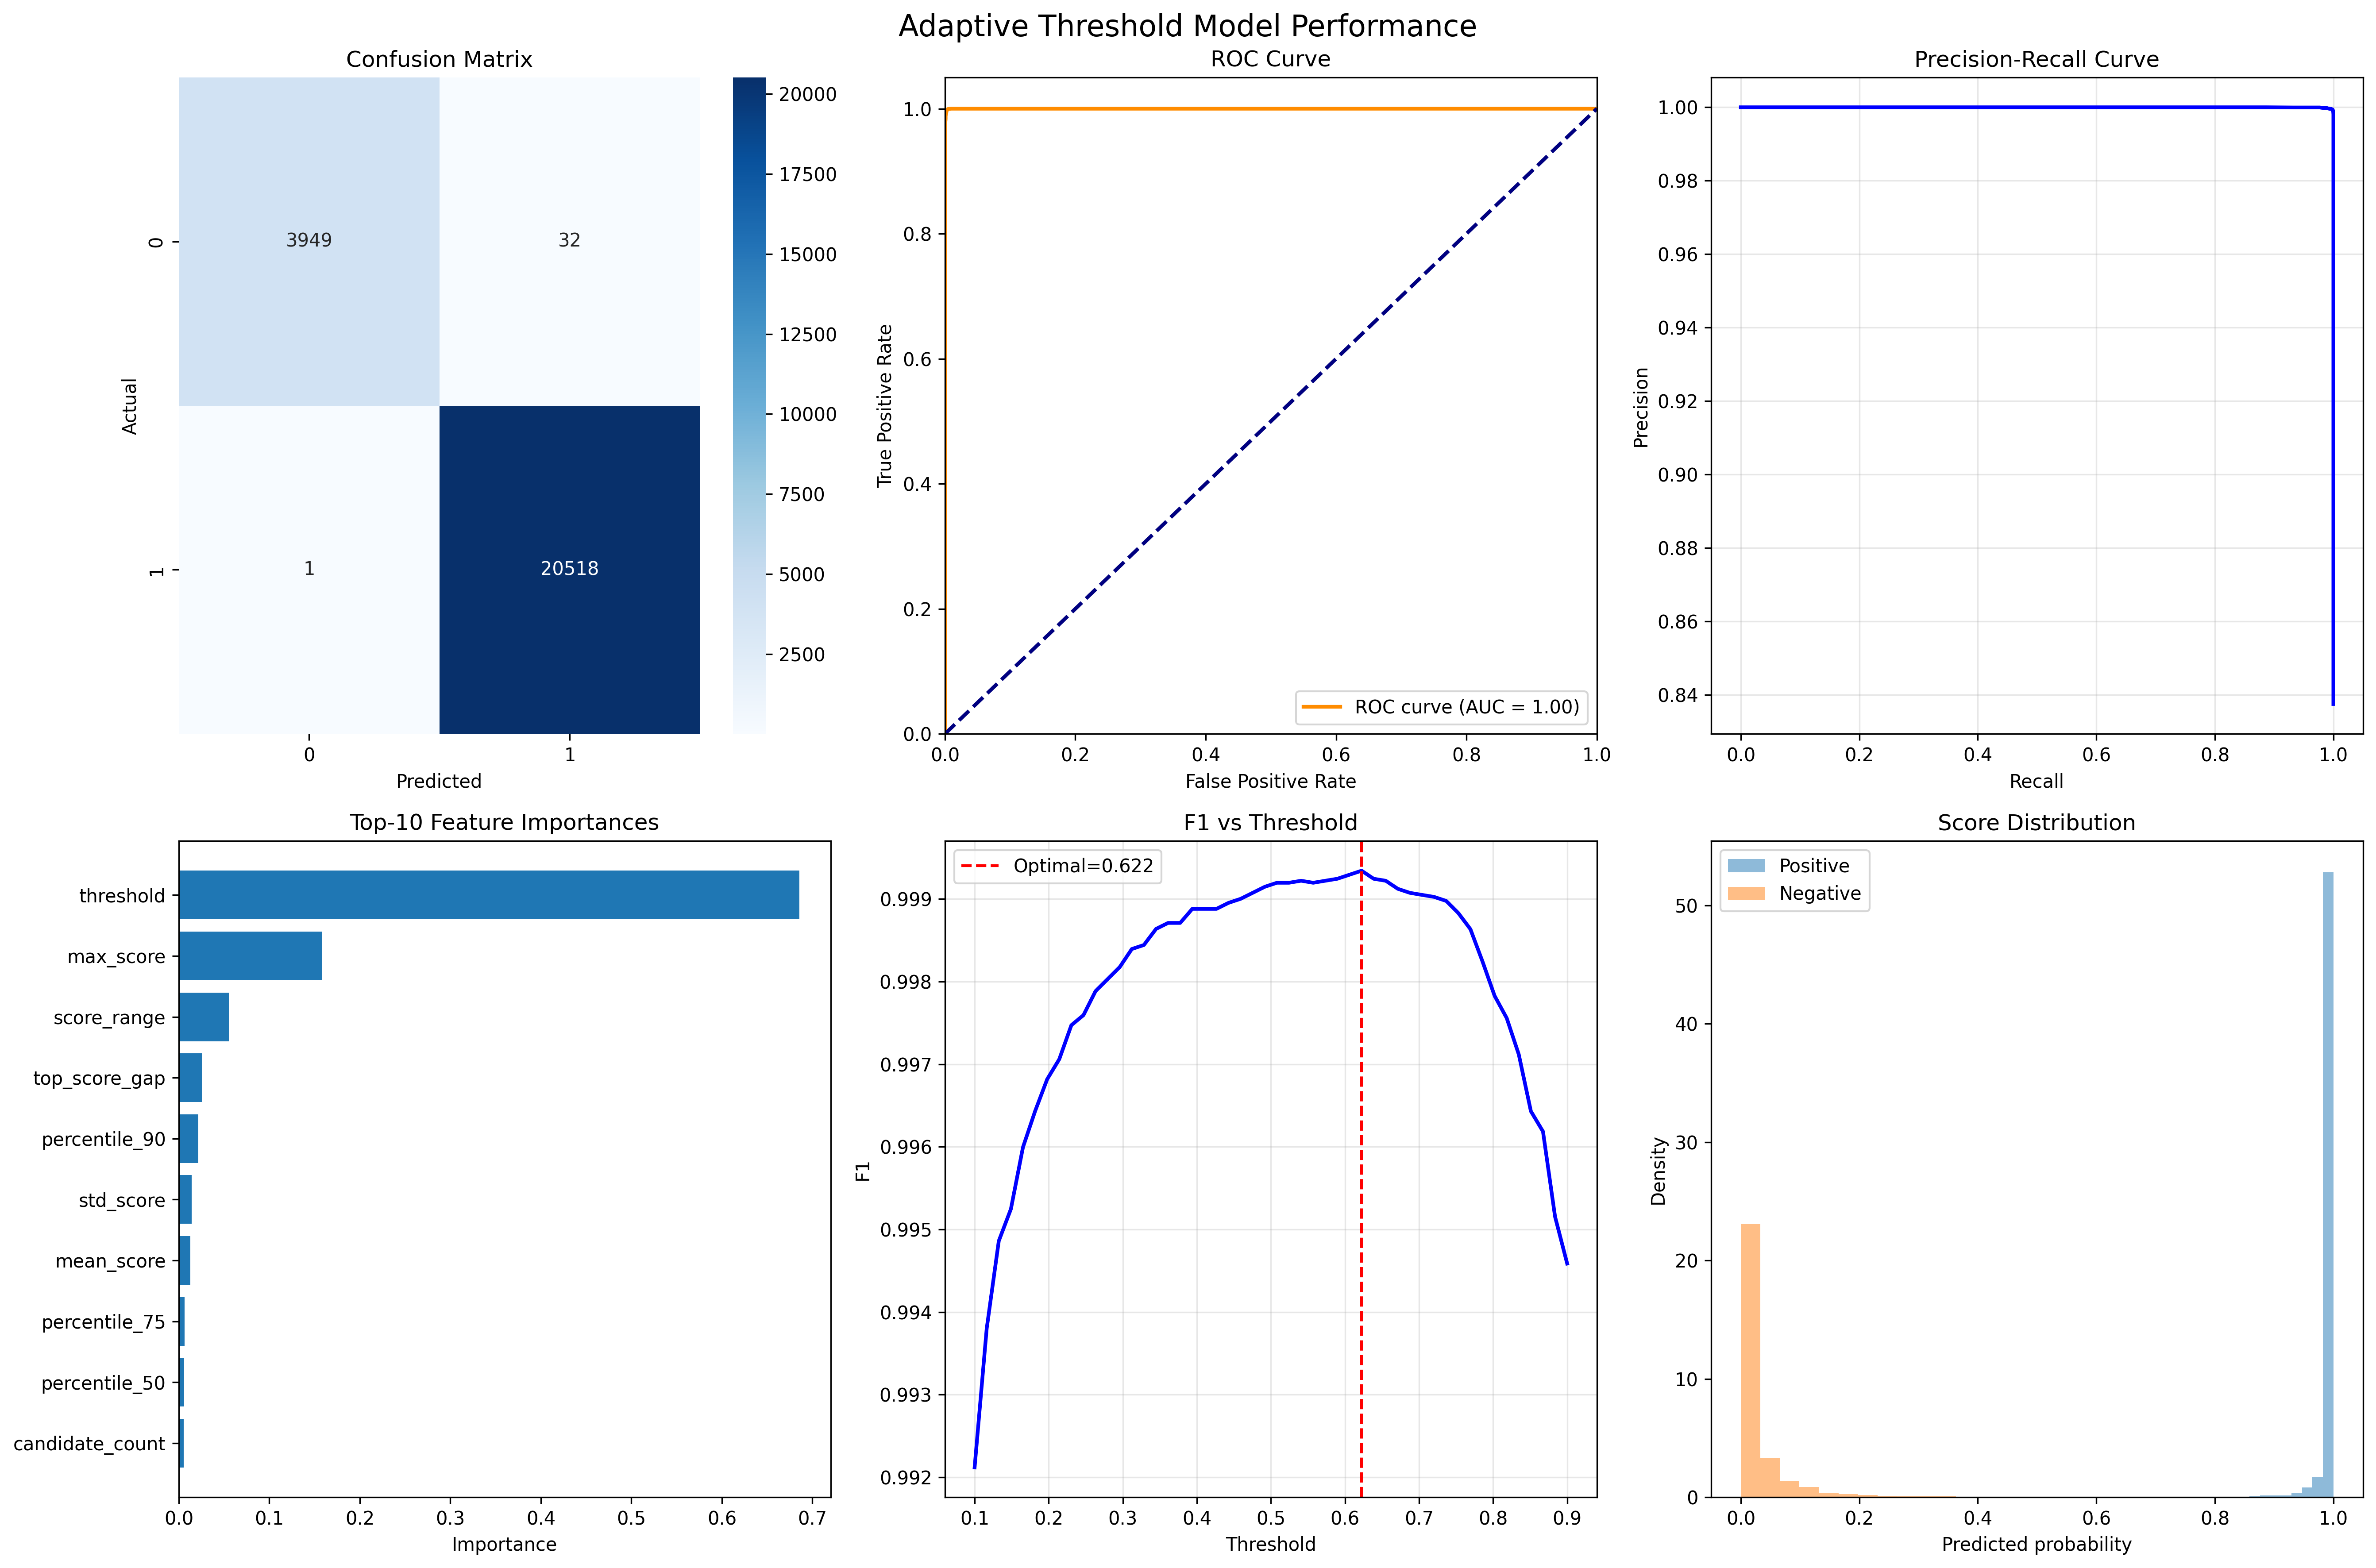 Adaptive Threshold Model Performance
Confusion Matrix
20000
17500
15000
12500
10000
7500
5000
2500
3949
32
1
20518
0
1
Actual
0
1
Predicted
ROC Curve
1.0
0.8
0.6
0.4
0.2
0.0
True Positive Rate
ROC curve (AUC = 1.00)
0.0 0.2 0.4 0.6 0.8 1.0
False Positive Rate
Precision-Recall Curve
1.00
0.98
0.96
0.94
0.92
0.90
0.88
0.86
0.84
Precision
0.0 0.2 0.4 0.6 0.8 1.0
Recall
Top-10 Feature Importances
threshold
max_score
score_range
top_score_gap
percentile_90
std_score
mean_score
percentile_75
percentile_50
candidate_count
0.0 0.1 0.2 0.3 0.4 0.5 0.6 0.7
Importance
F1 vs Threshold
Optimal=0.622
0.999
0.998
0.997
0.996
0.995
0.994
0.993
0.992
F1
0.1 0.2 0.3 0.4 0.5 0.6 0.7 0.8 0.9
Threshold
Score Distribution
Positive
Negative
50
40
30
20
10
0
Density
0.0 0.2 0.4 0.6 0.8 1.0
Predicted probability